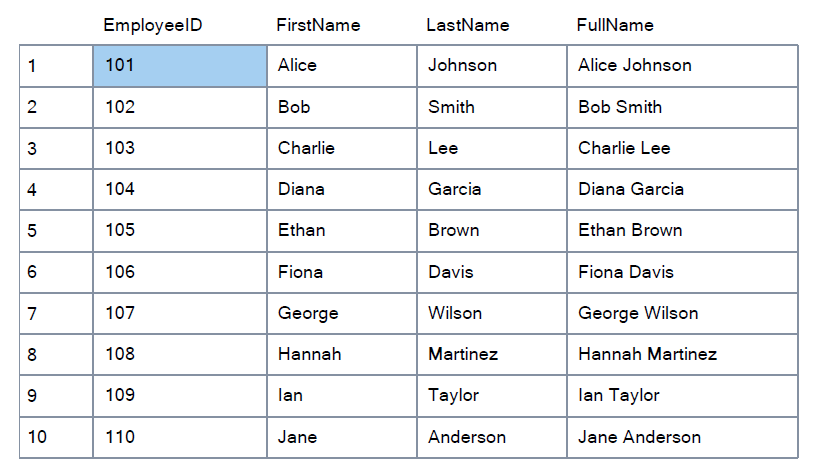 EmployeeID FirstName LastName FullName
1 101 Alice Johnson Alice Johnson
2 102 Bob Smith Bob Smith
3 103 Charlie Lee Charlie Lee
4 104 Diana Garcia Diana Garcia
5 105 Ethan Brown Ethan Brown
6 106 Fiona Davis Fiona Davis
7 107 George Wilson George Wilson
8 108 Hannah Martinez Hannah Martinez
9 109 Ian Taylor Ian Taylor
10 110 Jane Anderson Jane Anderson